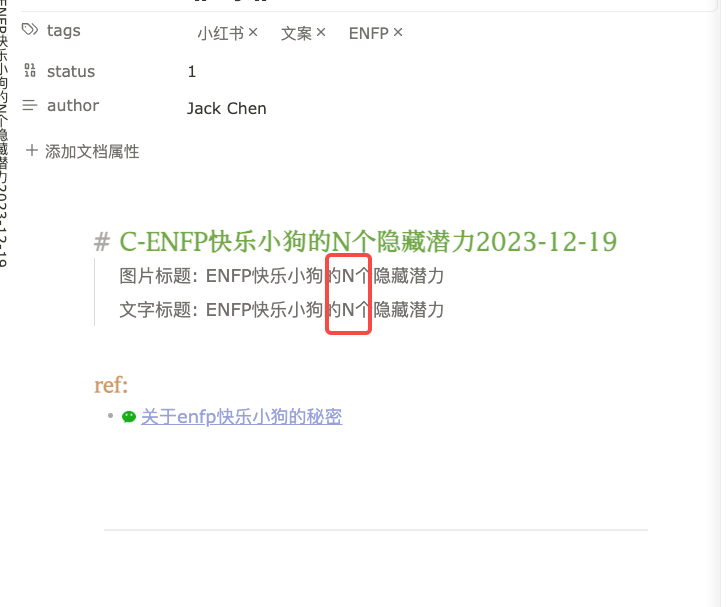 tags 小红书 × 文案 × ENFP ×
status 1
author Jack Chen
+ 添加文档属性
ENFP快乐小狗的N个隐藏潜力2023-12-19
# C-ENFP快乐小狗的N个隐藏潜力2023-12-19
图片标题：ENFP快乐小狗的N个隐藏潜力
文字标题：ENFP快乐小狗的N个隐藏潜力
ref:
关于enfp快乐小狗的秘密